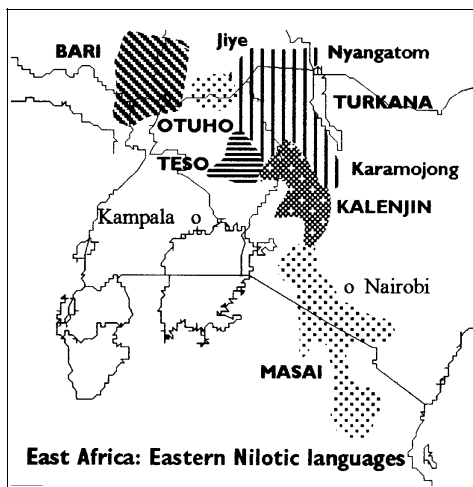 Jiye
BARI
Nyangatom
TURKANA
OTUHO
TESO
Karamojong
KALENJIN
Kampala o
o Nairobi
MASAI
East Africa: Eastern Nilotic languages